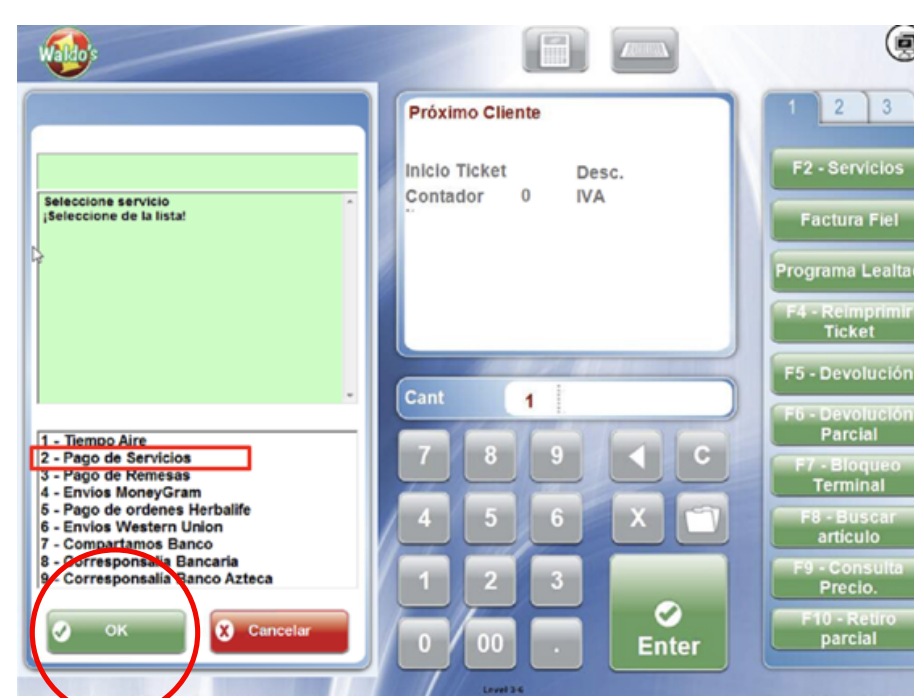 Waldo's
Seleccione servicio
¡Seleccione de la lista!
1 - Tiempo Aire
2 - Pago de Servicios
3 - Pago de Remesas
4 - Envíos MoneyGram
5 - Pago de ordenes Herbalife
6 - Envíos Western Union
7 - Compartamos Banco
8 - Corresponsalía Bancaria
9 - Corresponsalía Banco Azteca
OK
X Cancelar
Próximo Cliente
Inicio Ticket Desc.
Contador 0 IVA
Cant 1
7 8 9 C
4 5 6 X
1 2 3
0 00 .
Enter
Level 3-6
1 2 3
F2 - Servicios
Factura Fiel
Programa Lealta
F4 - Reimprimir
Ticket
F5 - Devolución
F6 - Devolución
Parcial
F7 - Bloqueo
Terminal
F8 - Buscar
artículo
F9 - Consulta
Precio.
F10 - Retiro
parcial